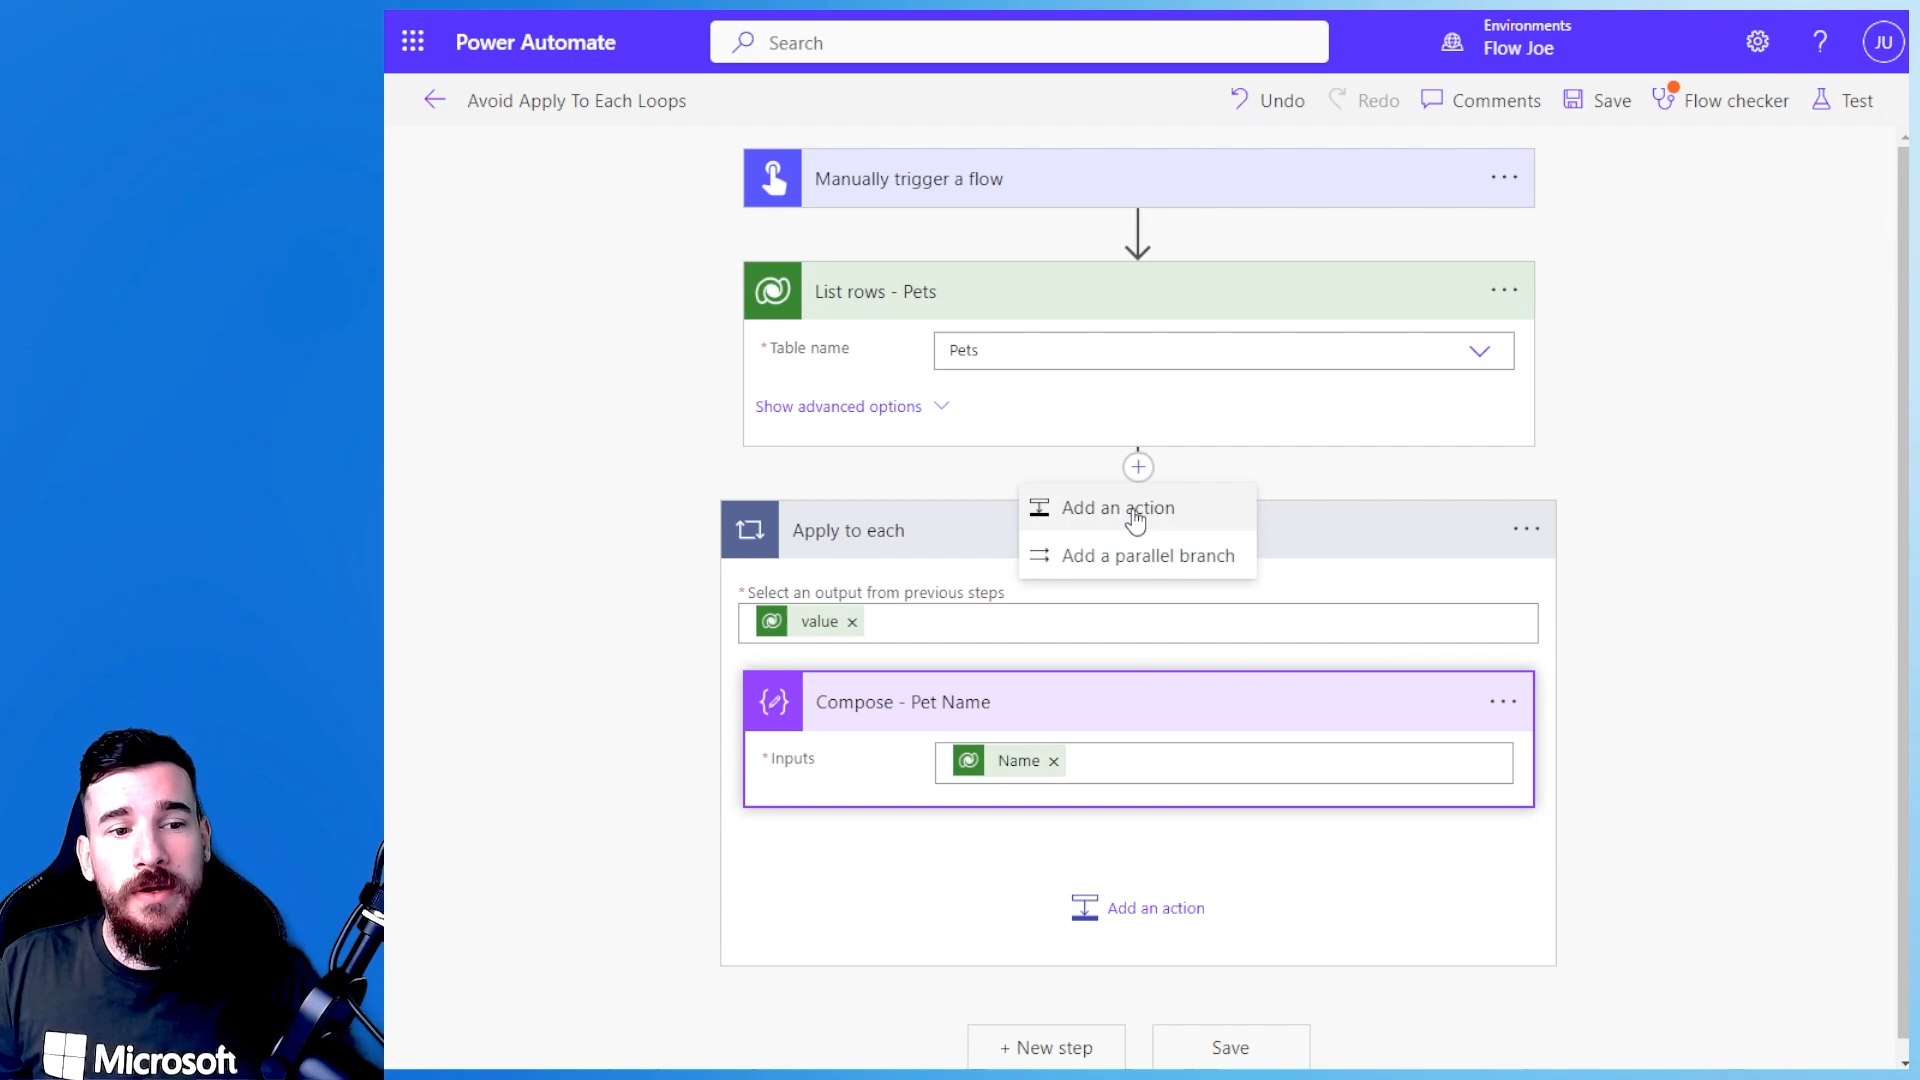 Power Automate
Search
Environments
Flow Joe
?
JU
Avoid Apply To Each Loops
Undo
Redo
Comments
Save
Flow checker
Test
Manually trigger a flow
List rows - Pets
* Table name
Pets
Show advanced options
Add an action
Add a parallel branch
Apply to each
* Select an output from previous steps
value ×
Compose - Pet Name
* Inputs
Name ×
Add an action
+ New step
Save
Microsoft